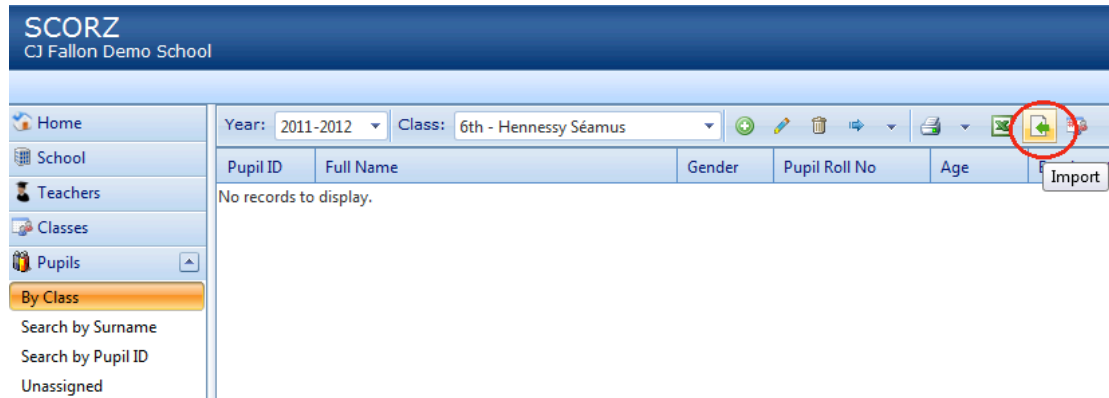 SCORZ
CJ Fallon Demo School
Home
School
Teachers
Classes
Pupils
By Class
Search by Surname
Search by Pupil ID
Unassigned
Year: 2011-2012 Class: 6th - Hennessy Séamus
Pupil ID Full Name Gender Pupil Roll No Age
Import
No records to display.